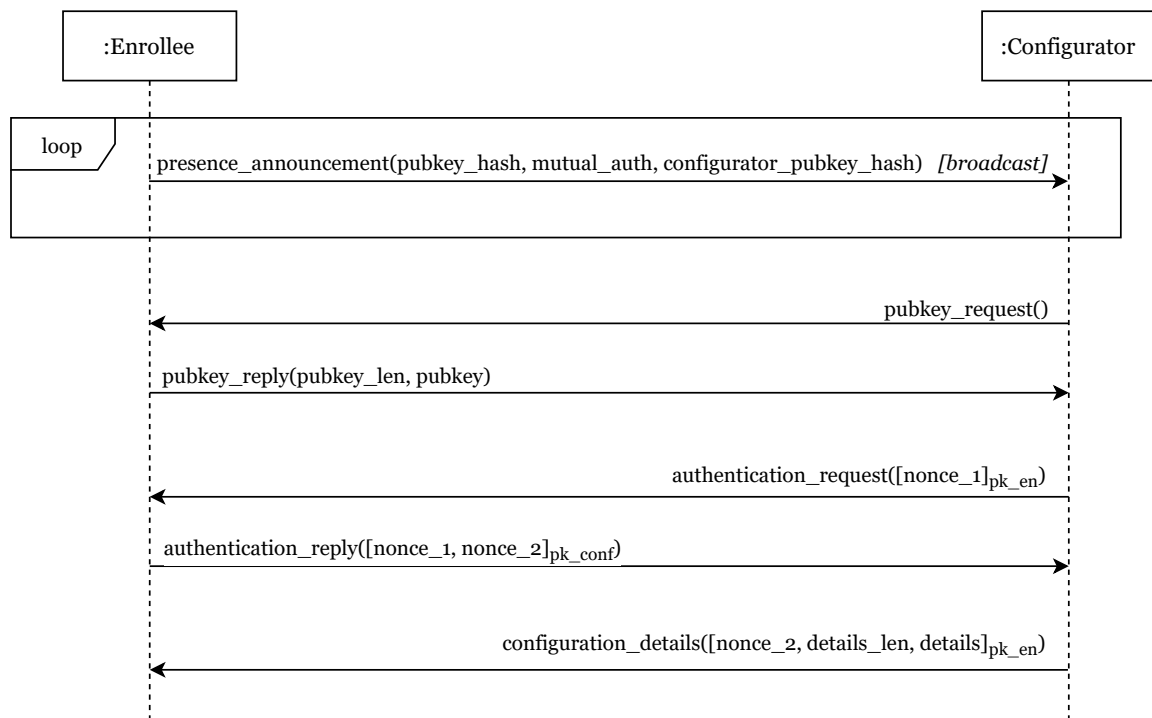 :Enrollee
:Configurator
loop
presence_announcement(pubkey_hash, mutual_auth, configurator_pubkey_hash) [broadcast]
pubkey_request()
pubkey_reply(pubkey_len, pubkey)
authentication_request([nonce_1]pk_en)
authentication_reply([nonce_1, nonce_2]pk_conf)
configuration_details([nonce_2, details_len, details]pk_en)